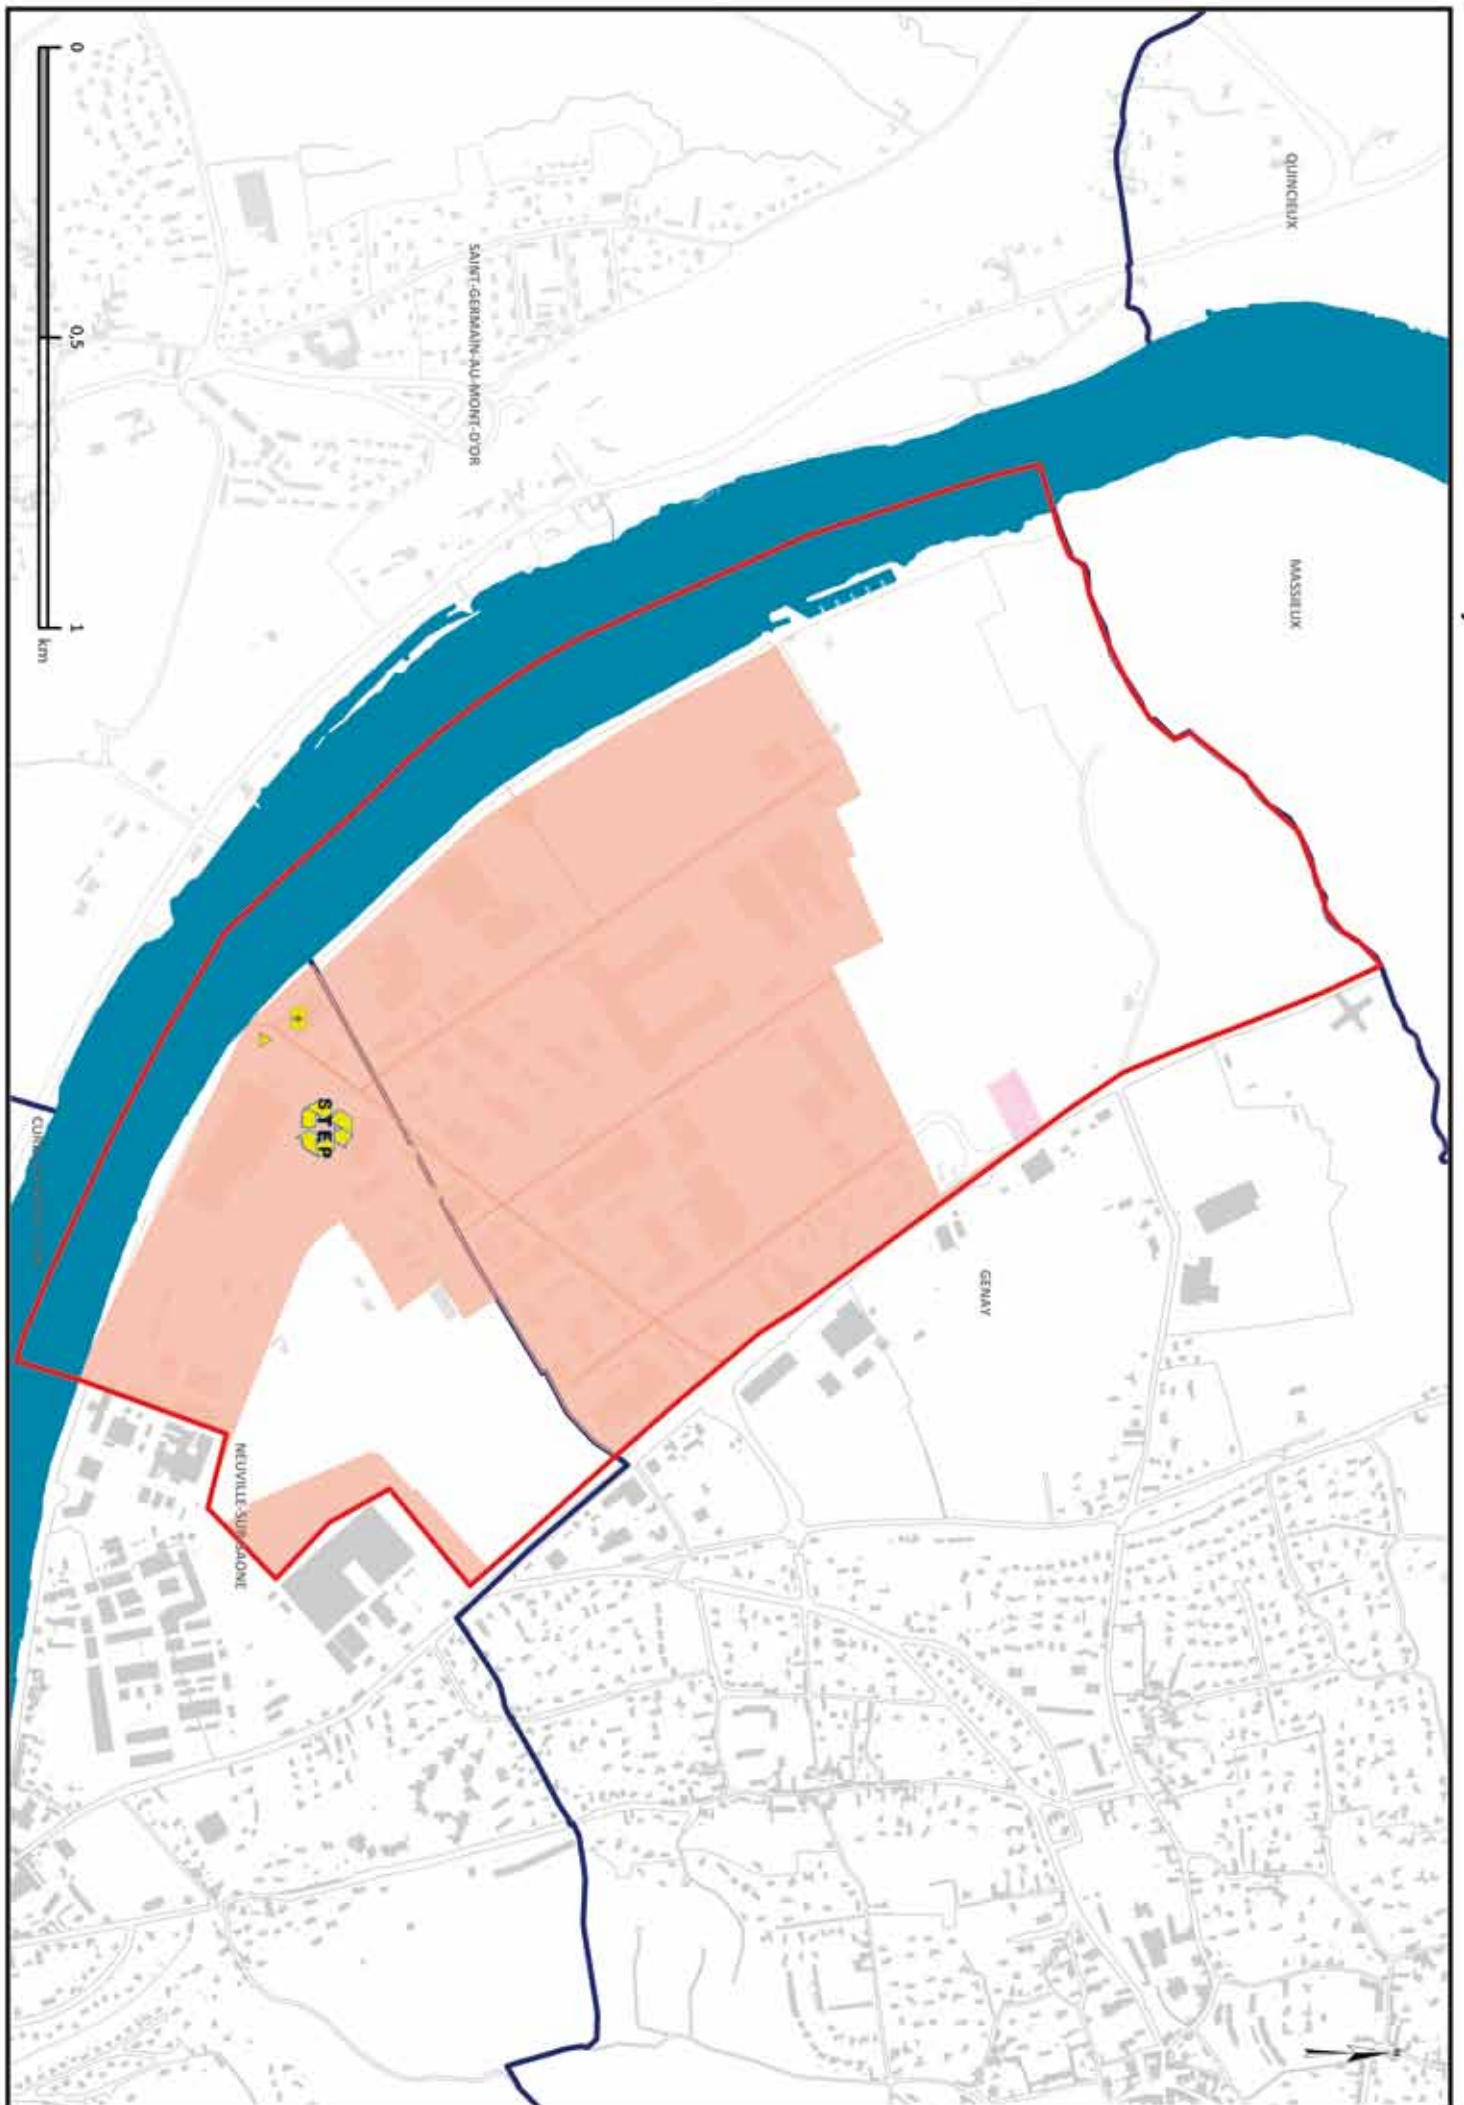 QUINCIEUX
MASSIEUX
SAINT-GERMAIN-AU-MONT-D'OR
GENAY
STEP
NEUVILLE-SUR-SAONE
0 0,5 1
km